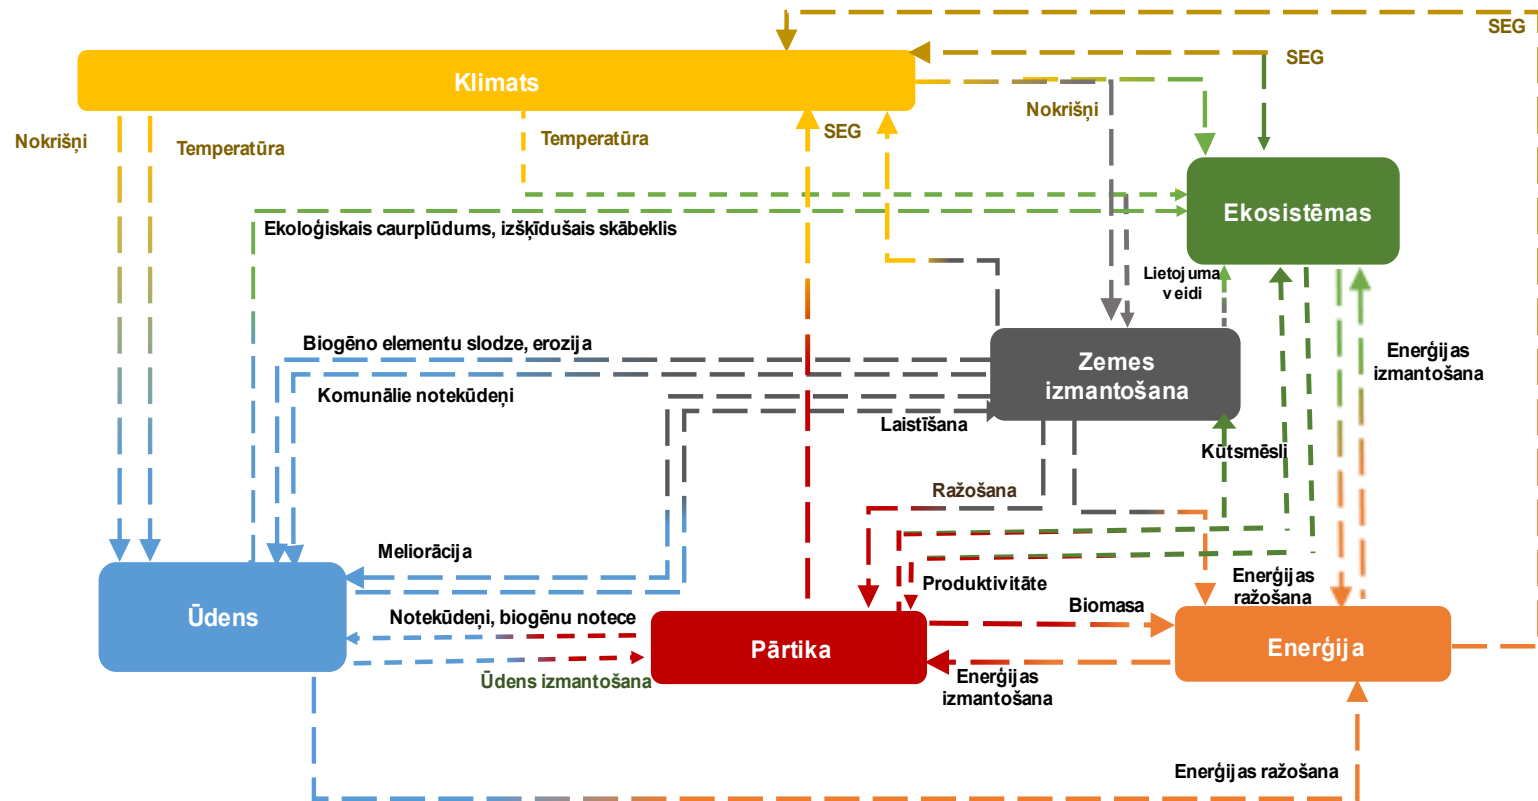 SEG
SEG
Klimats
Nokrišņi
Nokrišņi
Temperatūra
Temperatūra
SEG
Ekosistēmas
Ekoloģiskais caurplūdums, izšķīdušais skābeklis
Lietojuma
veidi
Biogēno elementu slodze, erozija
Zemes
izmantošana
Enerģijas
izmantošana
Komunālie notekūdeņi
Laistīšana
Kūtsmēsli
Ražošana
Meliorācija
Produktivitāte
Enerģijas
ražošana
Ūdens
Notekūdeņi, biogēnu notece
Biomasa
Pārtika
Enerģija
Ūdens izmantošana
Enerģijas
izmantošana
Enerģijas ražošana